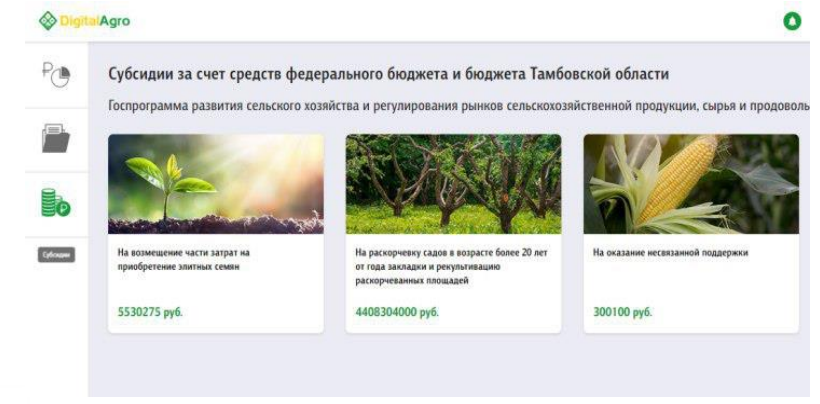 DigitalAgro
Субсидии за счет средств федерального бюджета и бюджета Тамбовской области
Госпрограмма развития сельского хозяйства и регулирования рынков сельскохозяйственной продукции, сырья и продоволь
На возмещение части затрат на
приобретение элитных семян
5530275 руб.
На раскорчевку садов в возрасте более 20 лет
от года закладки и рекультивацию
раскорчеванных площадей
4408304000 руб.
На оказание несвязанной поддержки
300100 руб.
Субсидии